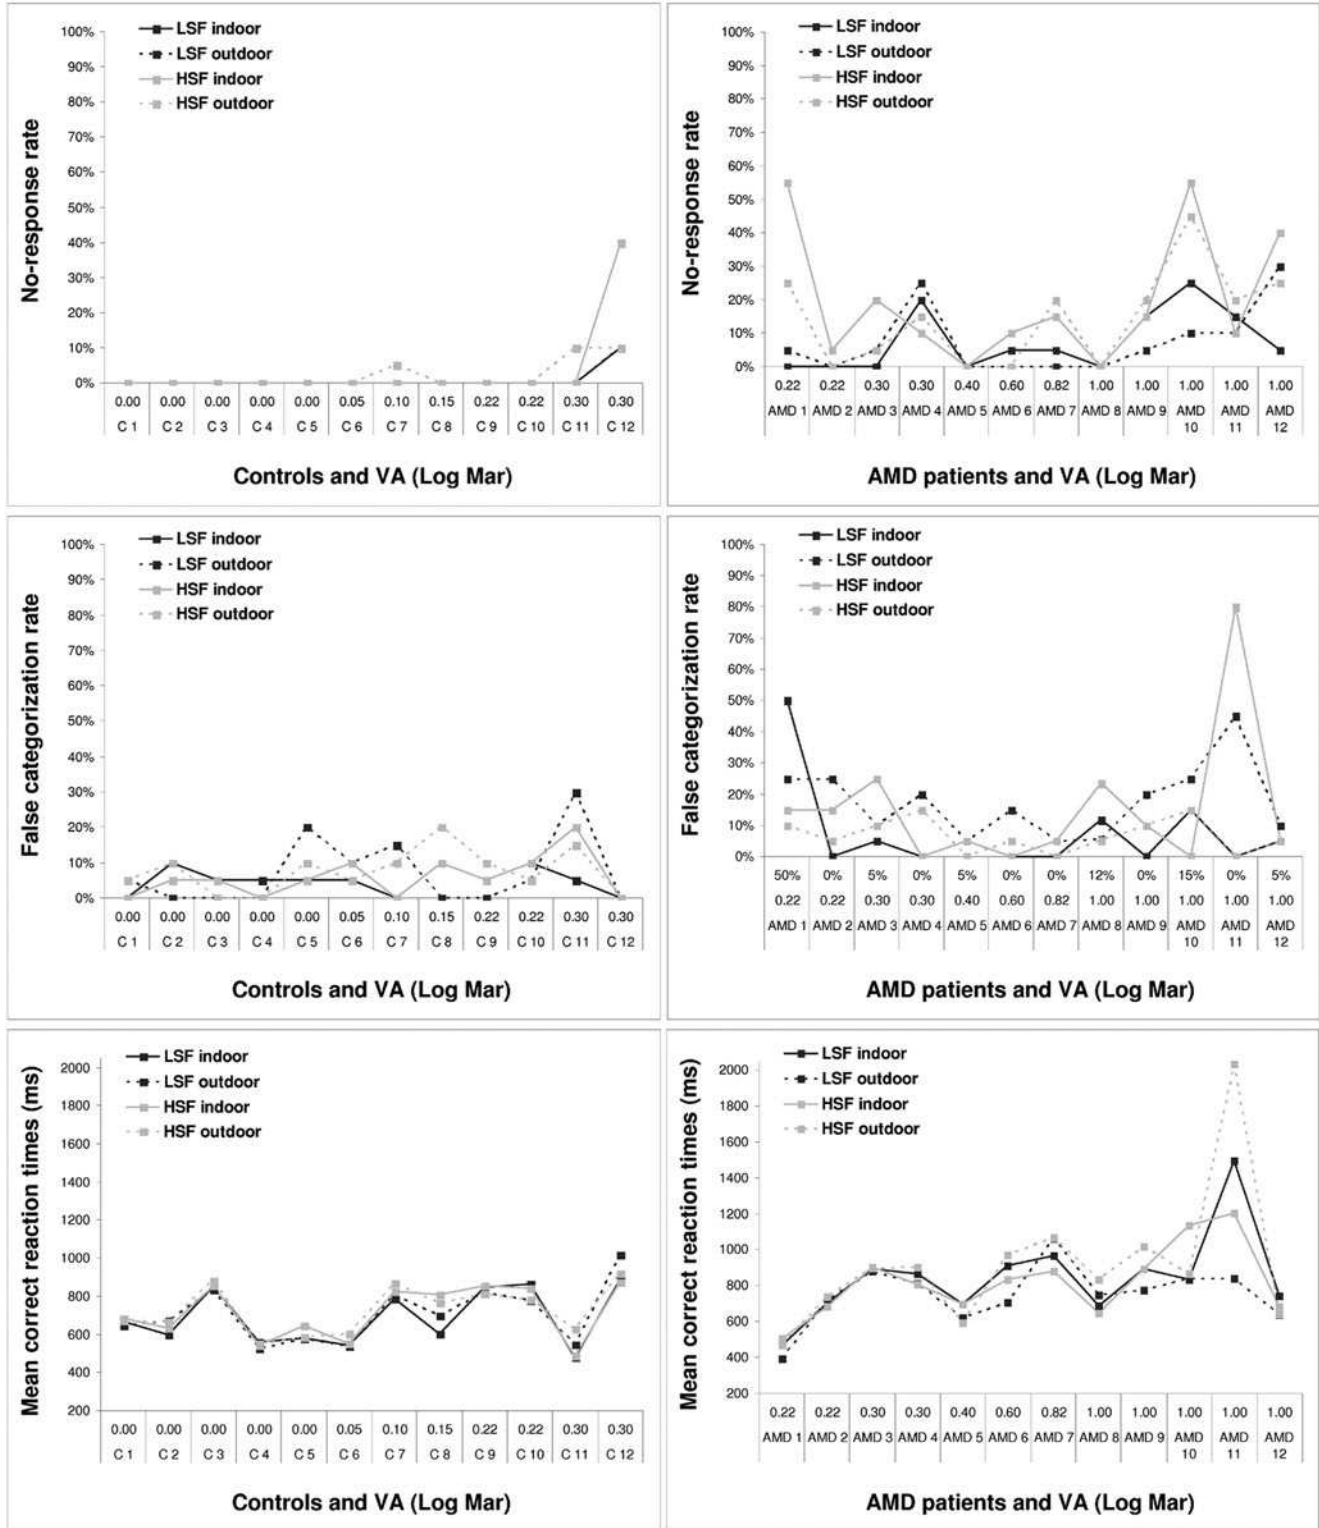 LSF indoor
LSF outdoor
HSF indoor
HSF outdoor
No-response rate
100%
90%
80%
70%
60%
50%
40%
30%
20%
10%
0%
0.00 0.00 0.00 0.00 0.00 0.05 0.10 0.15 0.22 0.22 0.30 0.30
C 1 C 2 C 3 C 4 C 5 C 6 C 7 C 8 C 9 C 10 C 11 C 12
Controls and VA (Log Mar)
LSF indoor
LSF outdoor
HSF indoor
HSF outdoor
No-response rate
100%
90%
80%
70%
60%
50%
40%
30%
20%
10%
0%
0.22 0.22 0.30 0.30 0.40 0.60 0.82 1.00 1.00 1.00 1.00 1.00
AMD 1 AMD 2 AMD 3 AMD 4 AMD 5 AMD 6 AMD 7 AMD 8 AMD 9 AMD AMD AMD
10 11 12
AMD patients and VA (Log Mar)
LSF indoor
LSF outdoor
HSF indoor
HSF outdoor
False categorization rate
100%
90%
80%
70%
60%
50%
40%
30%
20%
10%
0%
0.00 0.00 0.00 0.00 0.00 0.05 0.10 0.15 0.22 0.22 0.30 0.30
C 1 C 2 C 3 C 4 C 5 C 6 C 7 C 8 C 9 C 10 C 11 C 12
Controls and VA (Log Mar)
LSF indoor
LSF outdoor
HSF indoor
HSF outdoor
False categorization rate
100%
90%
80%
70%
60%
50%
40%
30%
20%
10%
0%
50% 0% 5% 0% 5% 0% 0% 12% 0% 15% 0% 5%
0.22 0.22 0.30 0.30 0.40 0.60 0.82 1.00 1.00 1.00 1.00 1.00
AMD 1 AMD 2 AMD 3 AMD 4 AMD 5 AMD 6 AMD 7 AMD 8 AMD 9 AMD AMD AMD
10 11 12
AMD patients and VA (Log Mar)
LSF indoor
LSF outdoor
HSF indoor
HSF outdoor
Mean correct reaction times (ms)
2000
1800
1600
1400
1200
1000
800
600
400
200
0.00 0.00 0.00 0.00 0.00 0.05 0.10 0.15 0.22 0.22 0.30 0.30
C 1 C 2 C 3 C 4 C 5 C 6 C 7 C 8 C 9 C 10 C 11 C 12
Controls and VA (Log Mar)
LSF indoor
LSF outdoor
HSF indoor
HSF outdoor
Mean correct reaction times (ms)
2000
1800
1600
1400
1200
1000
800
600
400
200
0.22 0.22 0.30 0.30 0.40 0.60 0.82 1.00 1.00 1.00 1.00 1.00
AMD 1 AMD 2 AMD 3 AMD 4 AMD 5 AMD 6 AMD 7 AMD 8 AMD 9 AMD AMD AMD
10 11 12
AMD patients and VA (Log Mar)